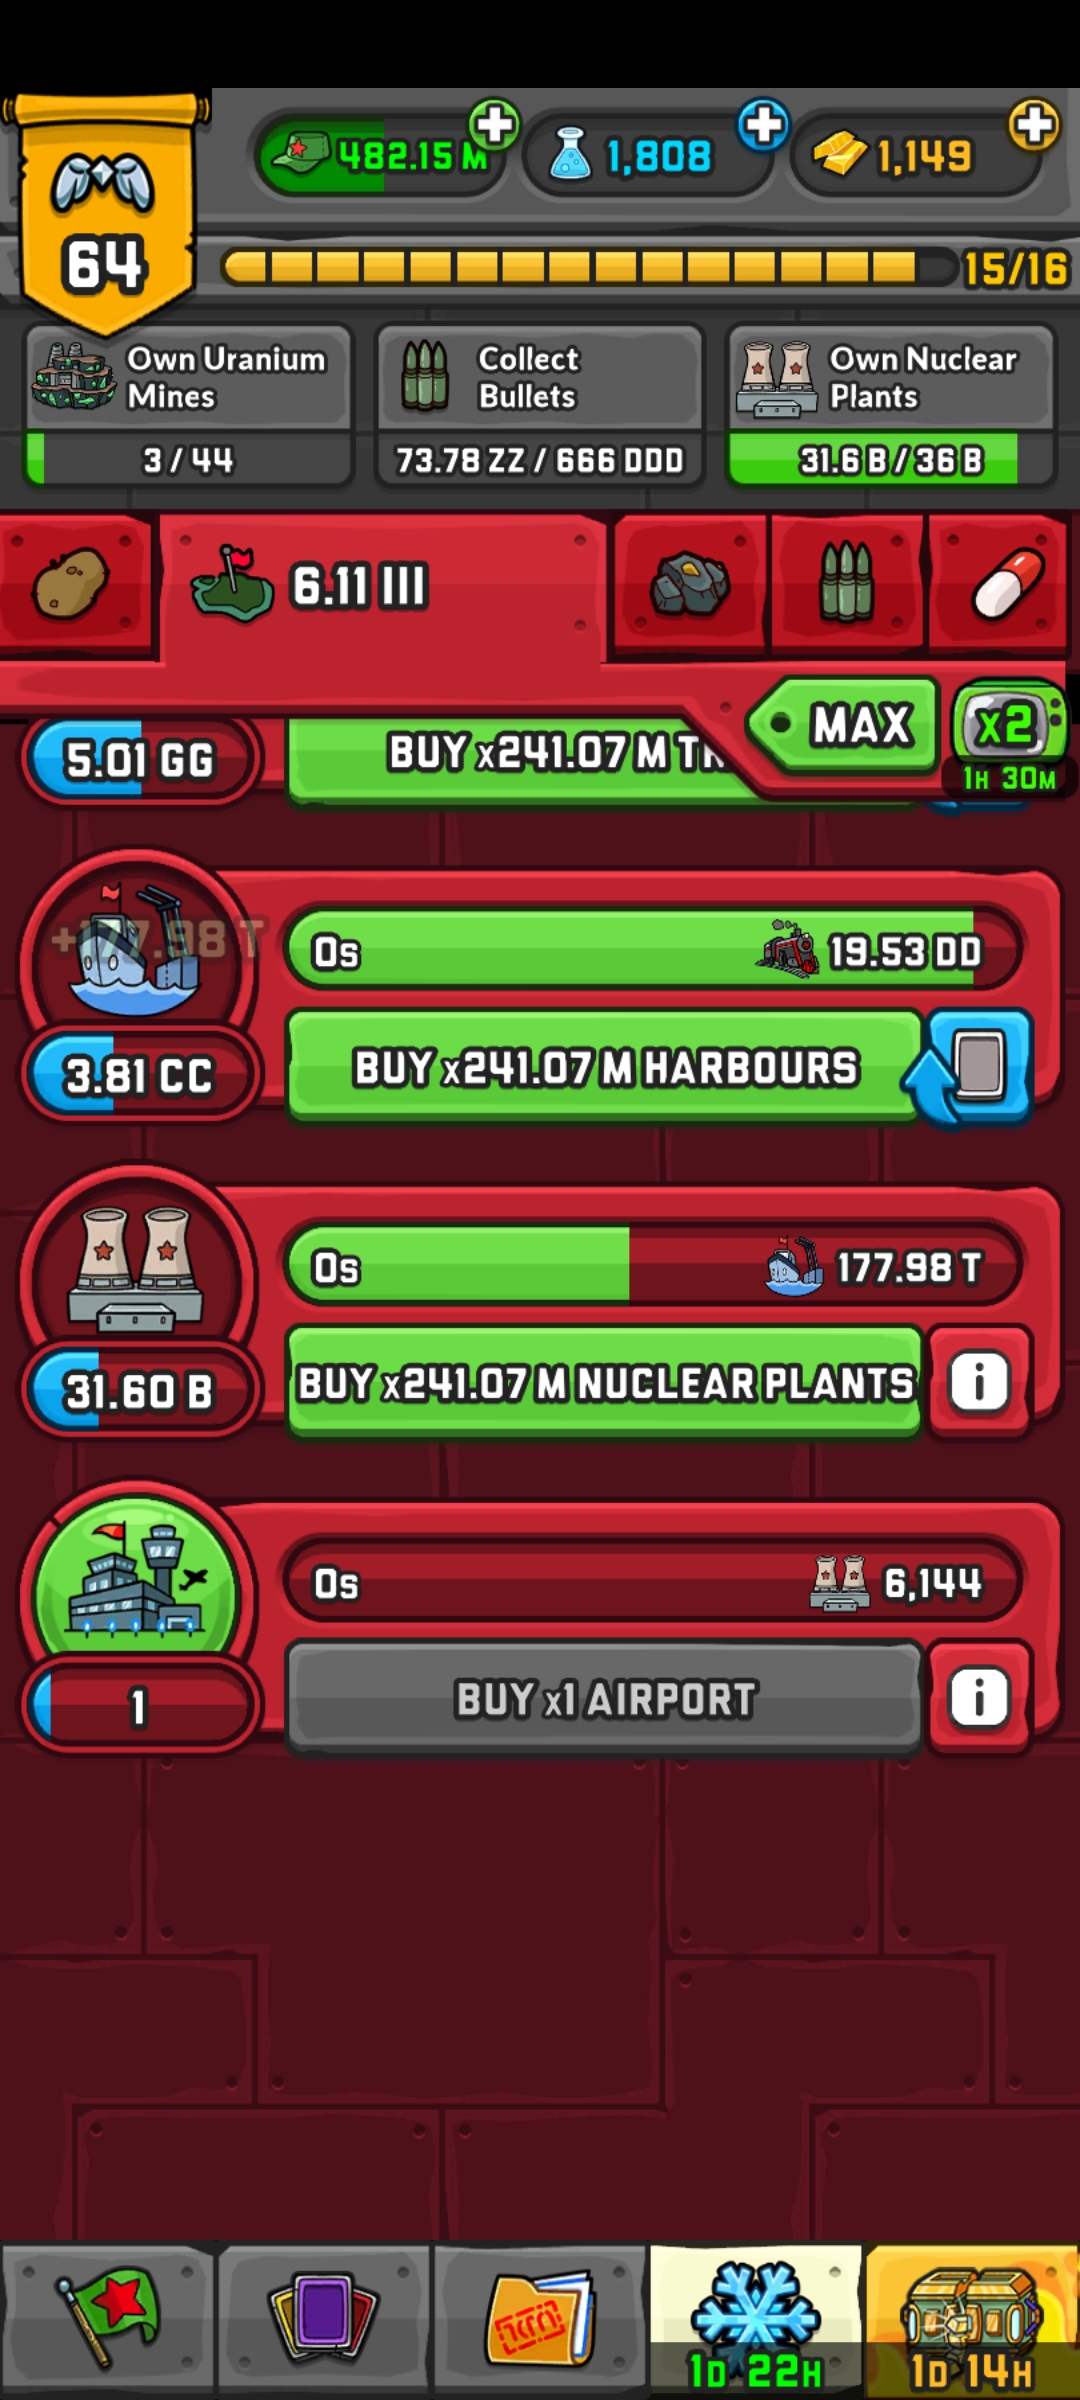 482.15 M
1,808
1,149
64
15/16
Own Uranium
Mines
3 / 44
Collect
Bullets
73.78 ZZ / 666 DDD
Own Nuclear
Plants
31.6 B / 36 B
6.11 III
MAX
x2
1H 30M
5.01 GG
BUY x241.07 M
+177.98 T
0s
19.53 DD
3.81 CC
BUY x241.07 M HARBOURS
0s
177.98 T
31.60 B
BUY x241.07 M NUCLEAR PLANTS
i
0s
6,144
1
BUY x1 AIRPORT
i
1D 22H
1D 14H